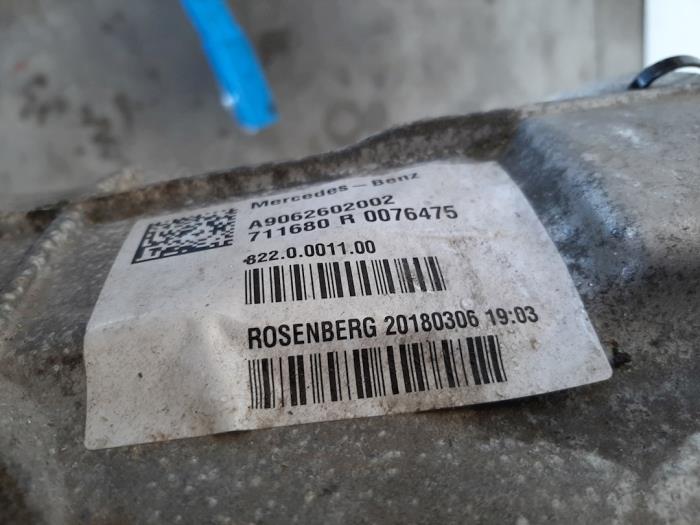 Mercedes-Benz
A9062602002
711680 R 0076475
822.0.0011.00
ROSENBERG 20180306 19:03